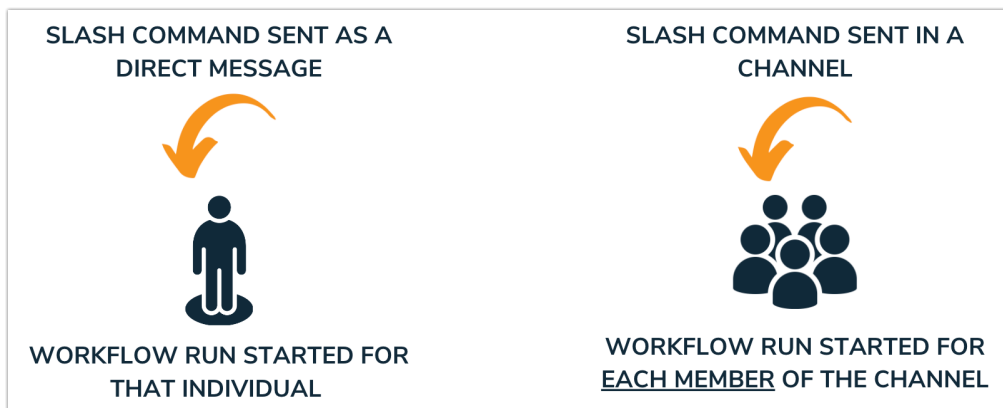 SLASH COMMAND SENT AS A
DIRECT MESSAGE
WORKFLOW RUN STARTED FOR
THAT INDIVIDUAL
SLASH COMMAND SENT IN A
CHANNEL
WORKFLOW RUN STARTED FOR
EACH MEMBER OF THE CHANNEL